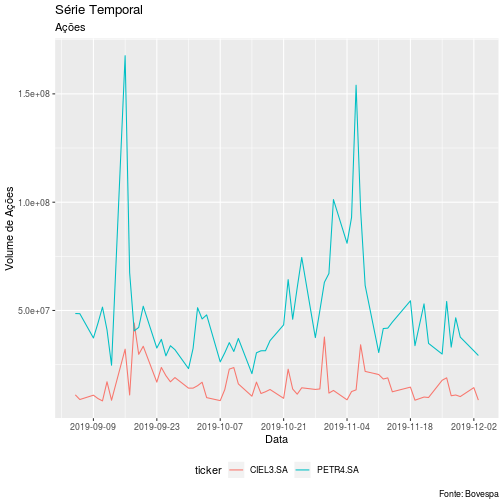 Série Temporal
Ações
Volume de Ações
1.5e+08
1.0e+08
5.0e+07
2019-09-09 2019-09-23 2019-10-07 2019-10-21 2019-11-04 2019-11-18 2019-12-02
Data
ticker CIEL3.SA PETR4.SA
Fonte: Bovespa